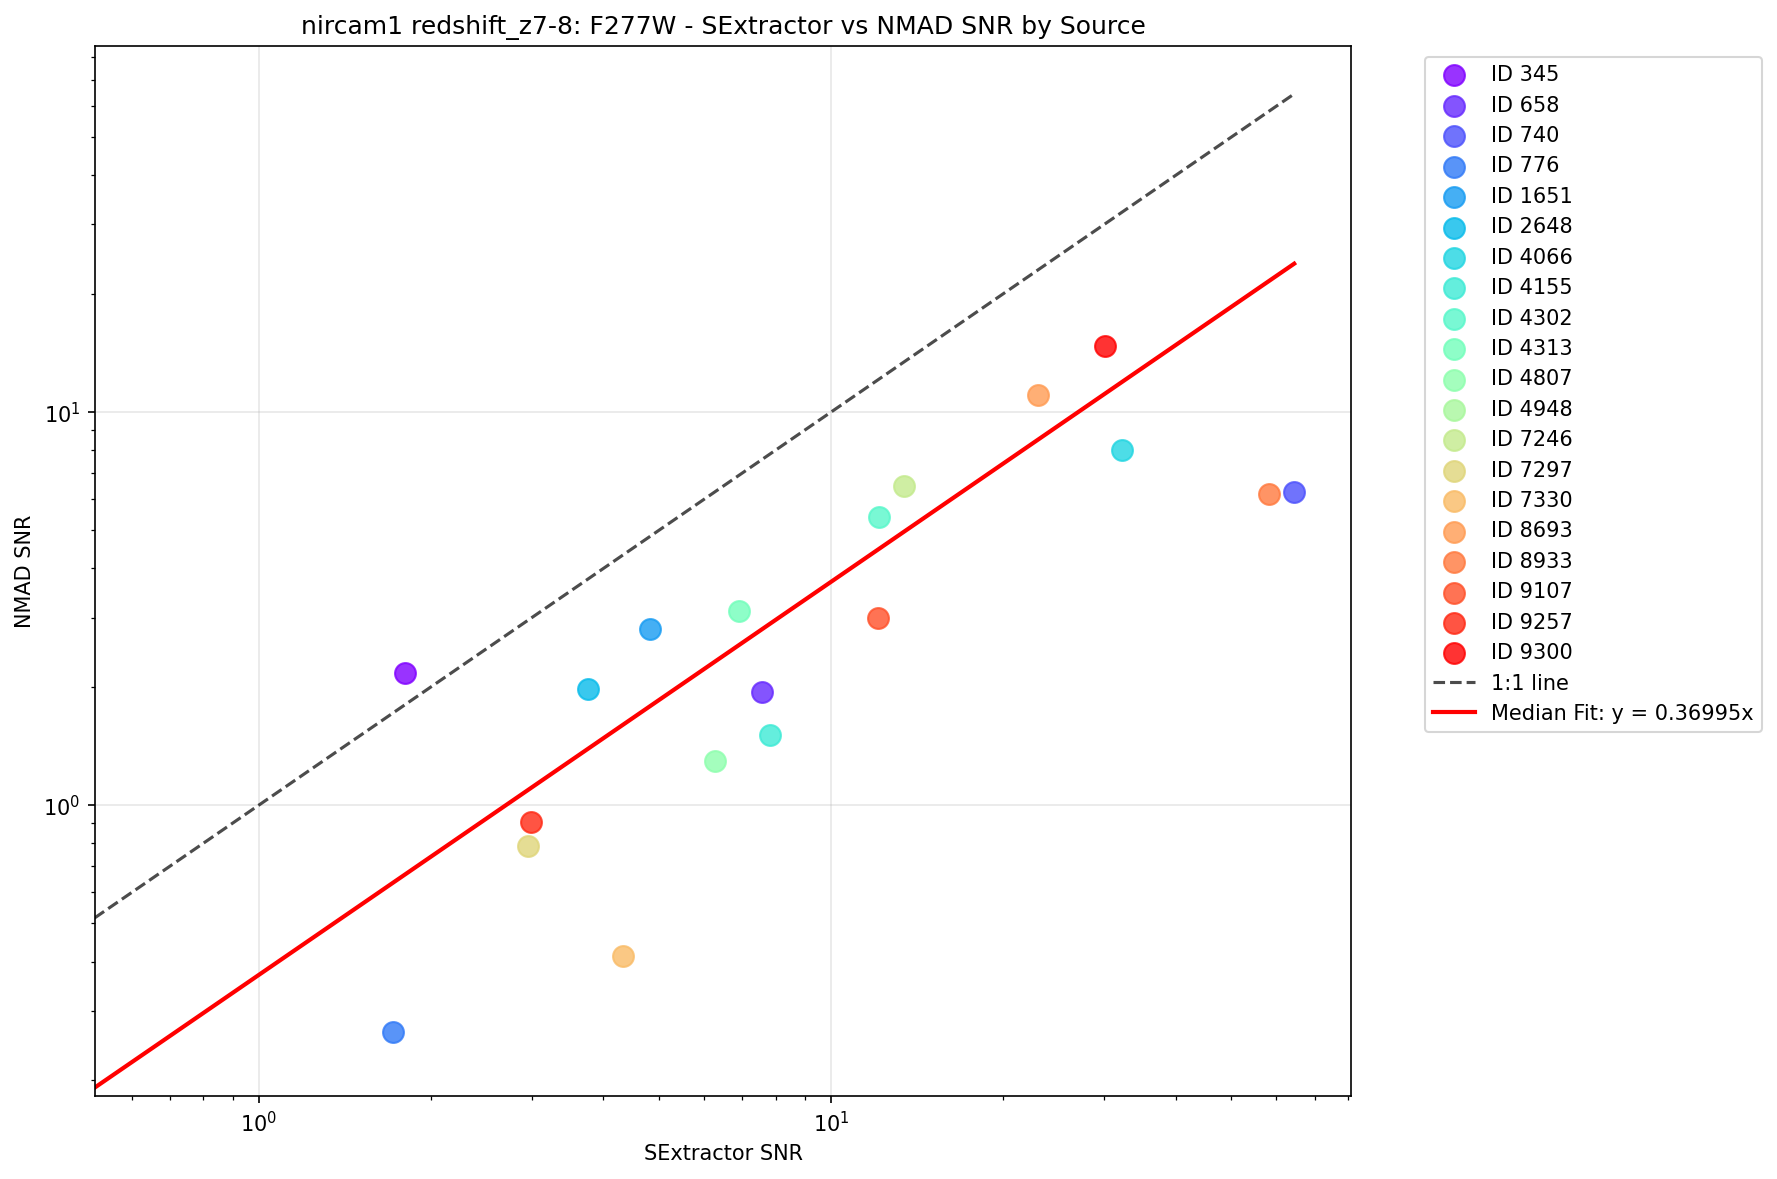 nircam1 redshift_z7-8: F277W - SExtractor vs NMAD SNR by Source
NMAD SNR
10¹
10⁰
10⁰
10¹
SExtractor SNR
ID 345
ID 658
ID 740
ID 776
ID 1651
ID 2648
ID 4066
ID 4155
ID 4302
ID 4313
ID 4807
ID 4948
ID 7246
ID 7297
ID 7330
ID 8693
ID 8933
ID 9107
ID 9257
ID 9300
1:1 line
Median Fit: y = 0.36995x